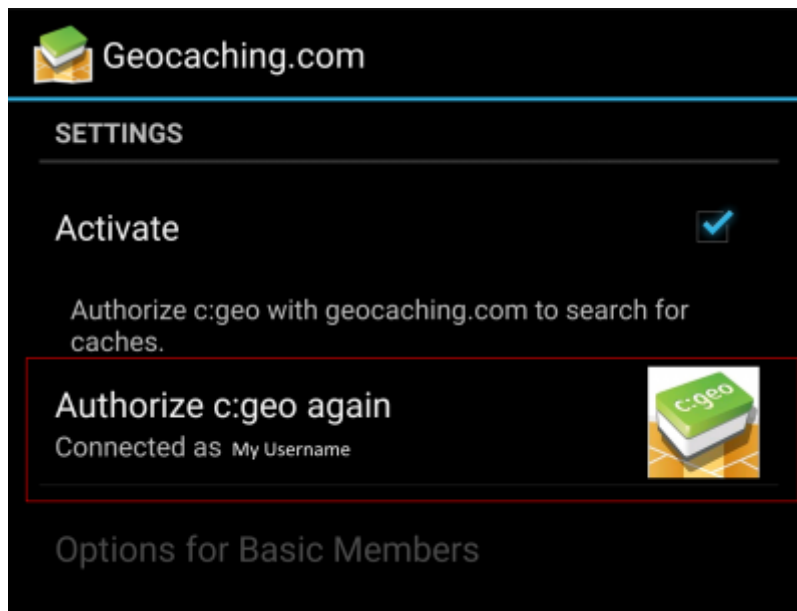 Geocaching.com
SETTINGS
Activate
Authorize c:geo with geocaching.com to search for
caches.
Authorize c:geo again
c:geo
Connected as My Username
Options for Basic Members